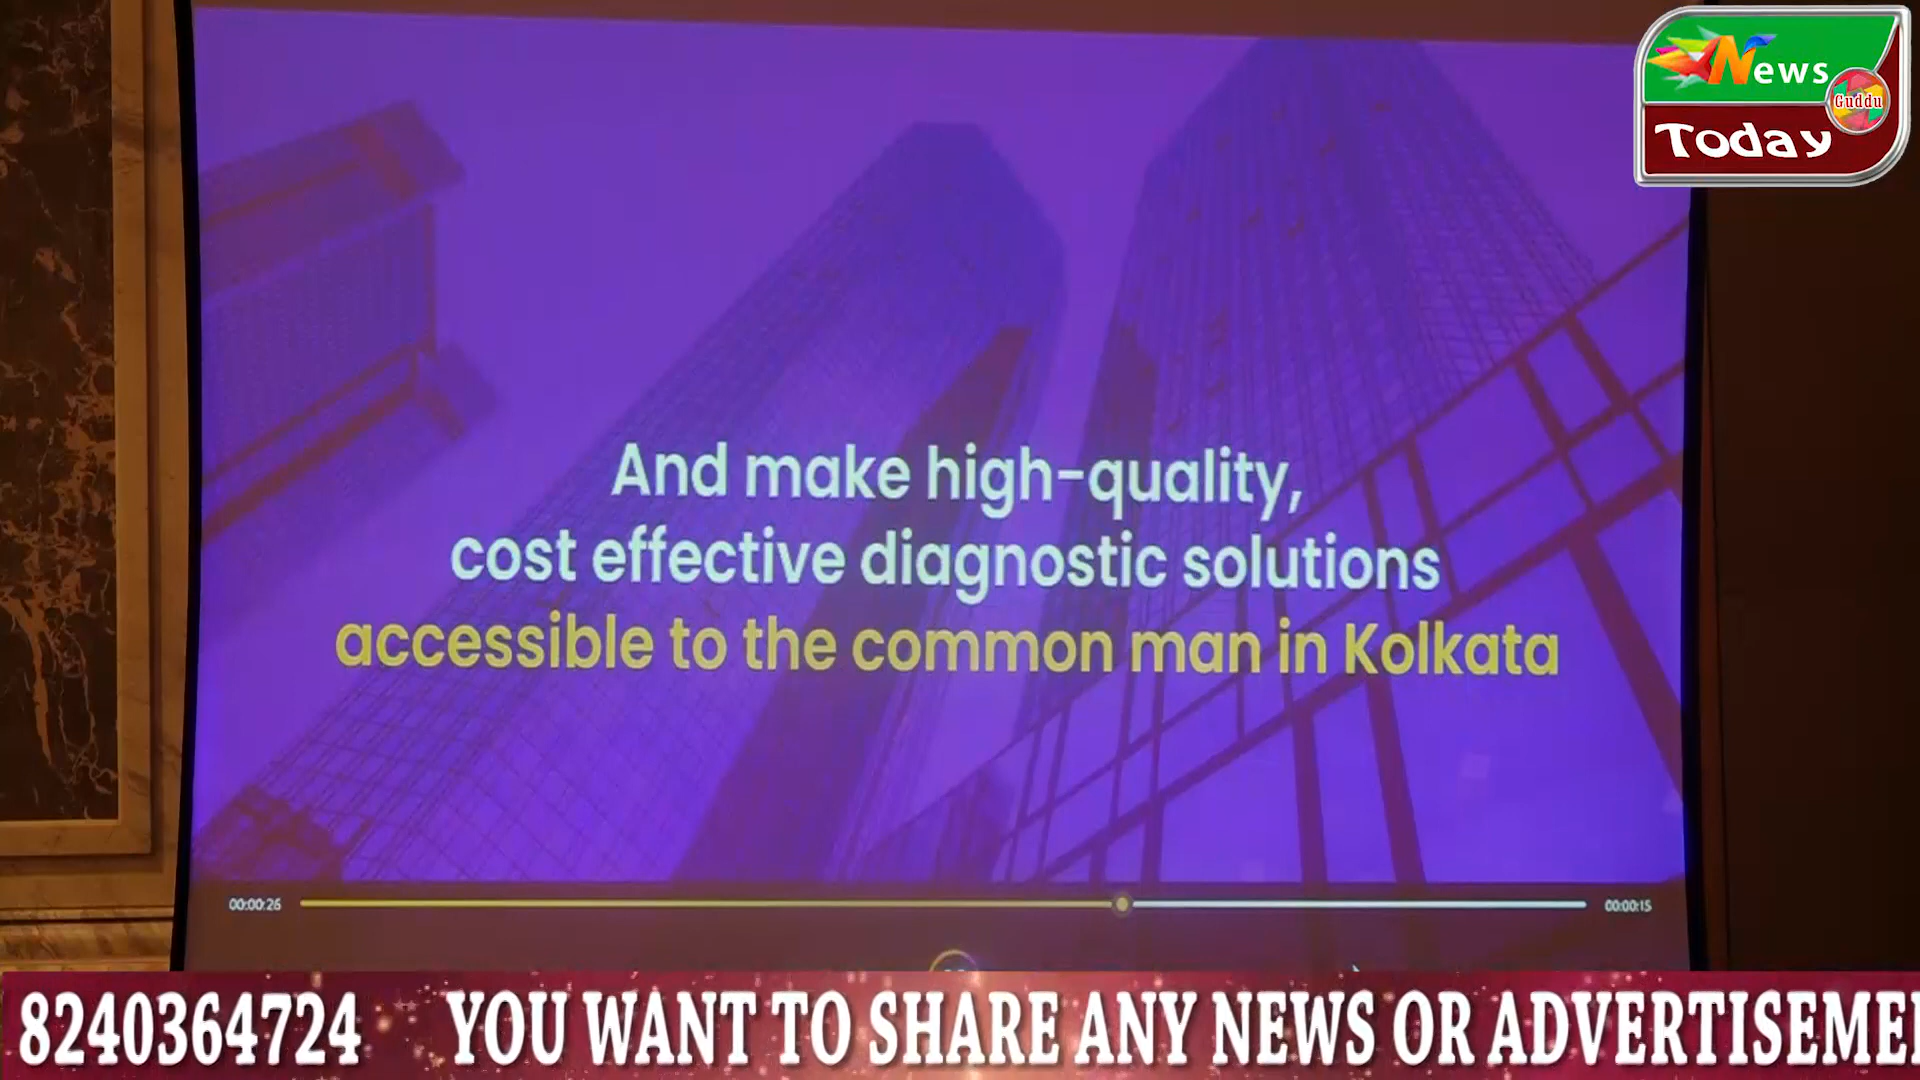 News
Guddu
Today
And make high-quality,
cost effective diagnostic solutions
accessible to the common man in Kolkata
00:00:26
00:00:15
8240364724 YOU WANT TO SHARE ANY NEWS OR ADVERTISEME